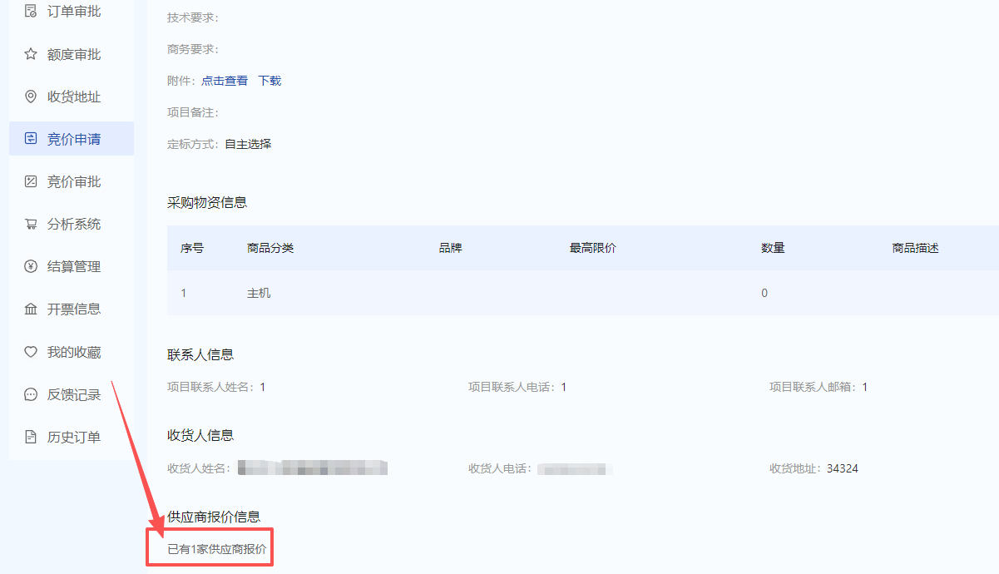 订单审批
额度审批
收货地址
竞价申请
竞价审批
分析系统
结算管理
开票信息
我的收藏
反馈记录
历史订单
技术要求：
商务要求：
附件： 点击查看 下载
项目备注：
定标方式： 自主选择
采购物资信息
序号 商品分类 品牌 最高限价 数量 商品描述
1 主机 0
联系人信息
项目联系人姓名： 1 项目联系人电话： 1 项目联系人邮箱： 1
收货人信息
收货人姓名： 收货人电话： 收货地址： 34324
供应商报价信息
已有1家供应商报价